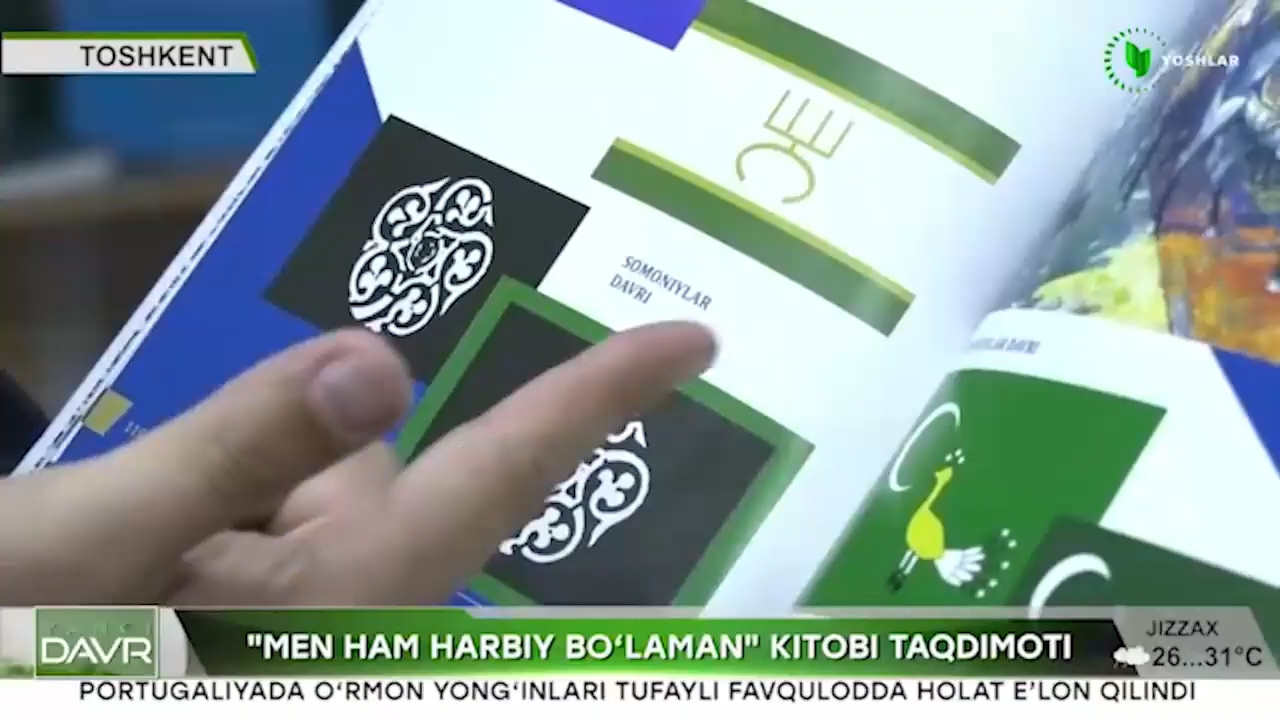 TOSHKENT
YOSHLAR
SOMONIYLAR
DAVRI
DAVRI
DAVR
"MEN HAM HARBIY BO‘LAMAN" KITOBI TAQDIMOTI
JIZZAX
26...31°C
PORTUGALIYADA O‘RMON YONG‘INLARI TUFAYLI FAVQULODDA HOLAT E’LON QILINDI